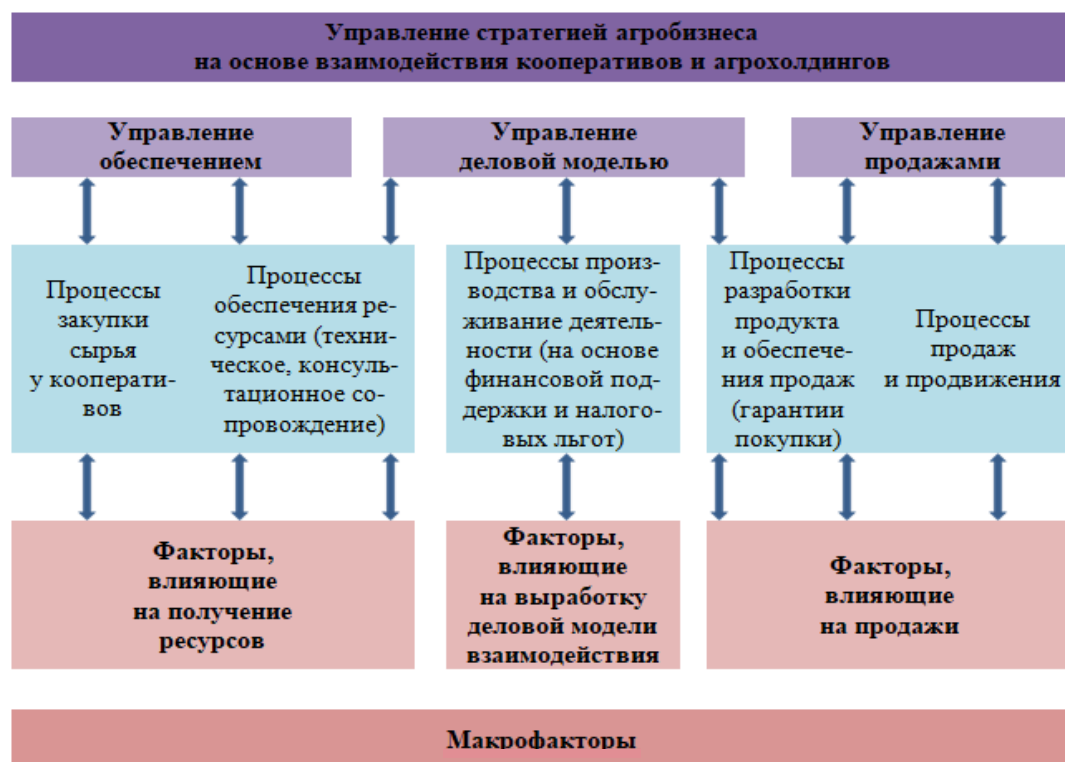 Управление стратегией агробизнеса
на основе взаимодействия кооперативов и агрохолдингов
Управление
обеспечением
Управление
деловой моделью
Управление
продажами
Процессы
закупки
сырья
у кооперати-
вов
Процессы
обеспечения ре-
сурсами (техни-
ческое, консуль-
тационное со-
провождение)
Процессы произ-
водства и обслу-
живание деятель-
ности (на основе
финансовой под-
держки и налого-
вых льгот)
Процессы
разработки
продукта
и обеспече-
ния продаж
(гарантии
покупки)
Процессы
продаж
и продвижения
Факторы,
влияющие
на получение
ресурсов
Факторы,
влияющие
на выработку
деловой модели
взаимодействия
Факторы,
влияющие
на продажи
Макрофакторы